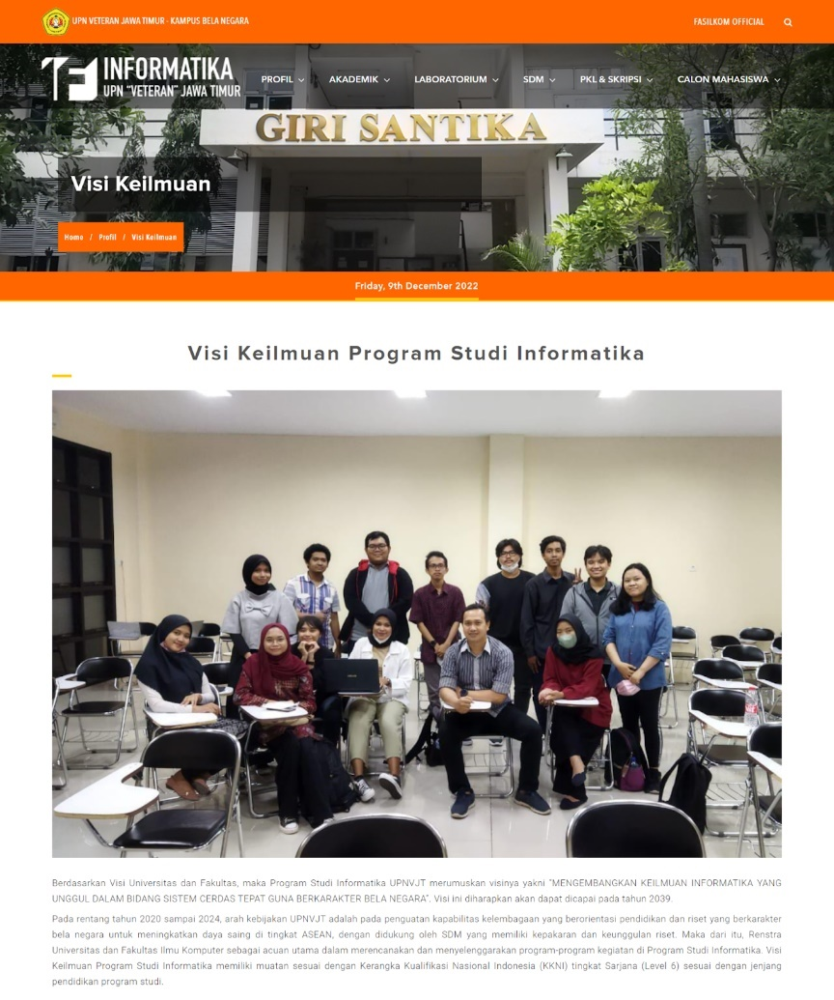 UPN VETERAN JAWA TIMUR - KAMPUS BELA NEGARA
FASILKOM OFFICIAL
INFORMATIKA
UPN "VETERAN" JAWA TIMUR
PROFIL
AKADEMIK
LABORATORIUM
SDM
PKL & SKRIPSI
CALON MAHASISWA
GIRI SANTIKA
Visi Keilmuan
Home / Profil / Visi Keilmuan
Friday, 9th December 2022
Visi Keilmuan Program Studi Informatika
Berdasarkan Visi Universitas dan Fakultas, maka Program Studi Informatika UPNVJT merumuskan visinya yakni "MENGEMBANGKAN KEILMUAN INFORMATIKA YANG
UNGGUL DALAM BIDANG SISTEM CERDAS TEPAT GUNA BERKARAKTER BELA NEGARA". Visi ini diharapkan akan dapat dicapai pada tahun 2039.
Pada rentang tahun 2020 sampai 2024, arah kebijakan UPNVJT adalah pada penguatan kapabilitas kelembagaan yang berorientasi pendidikan dan riset yang berkarakter
bela negara untuk meningkatkan daya saing di tingkat ASEAN, dengan didukung oleh SDM yang memiliki kepakaran dan keunggulan riset. Maka dari itu, Renstra
Universitas dan Fakultas Ilmu Komputer sebagai acuan utama dalam merencanakan dan menyelenggarakan program-program kegiatan di Program Studi Informatika. Visi
Keilmuan Program Studi Informatika memiliki muatan sesuai dengan Kerangka Kualifikasi Nasional Indonesia (KKNI) tingkat Sarjana (Level 6) sesuai dengan jenjang
pendidikan program studi.